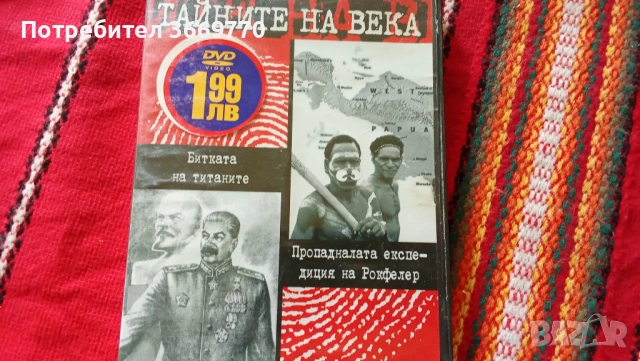 Потребител 3669770
ТАЙНИТЕ НА ВЕКА
DVD
VIDEO
1.99
ЛВ
WEST
PAPUA
Битката
на титаните
Пропадналата експе-
диция на Рокфелер
BAZAR